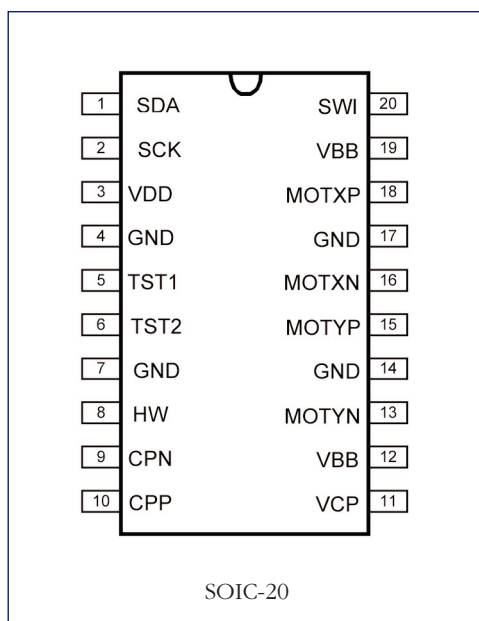 1 SDA SWI 20
2 SCK VBB 19
3 VDD MOTXP 18
4 GND GND 17
5 TST1 MOTXN 16
6 TST2 MOTYP 15
7 GND GND 14
8 HW MOTYN 13
9 CPN VBB 12
10 CPP VCP 11
SOIC-20